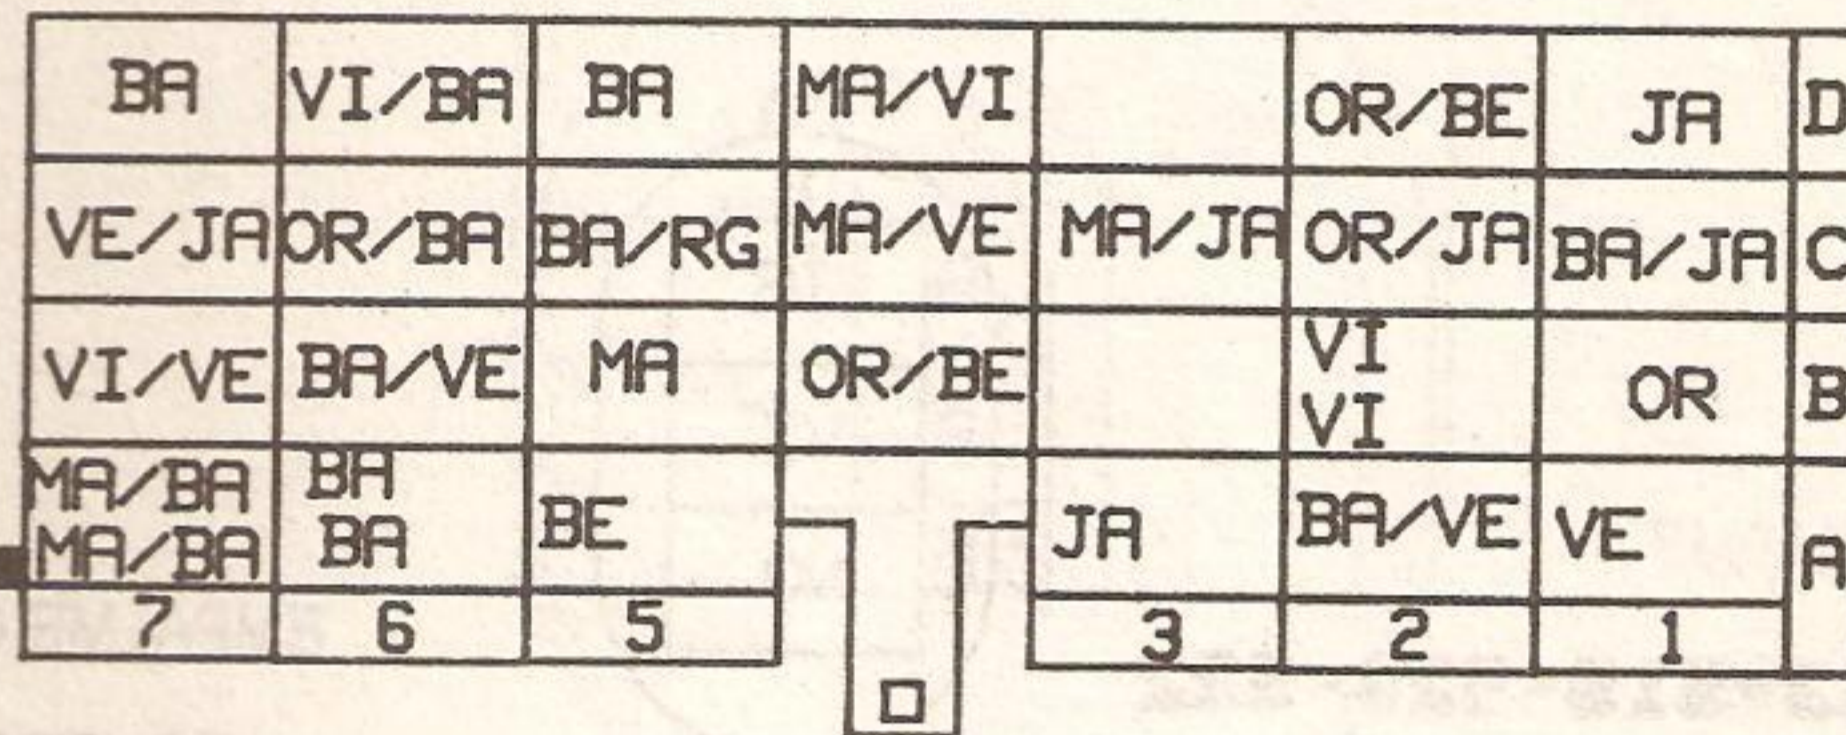 BA VI/BA BA MA/VI OR/BE JA D
VE/JA OR/BA BA/RG MA/VE MA/JA OR/JA BA/JA C
VI/VE BA/VE MA OR/BE VI VI OR B
MA/BA MA/BA BA BA BE JA BA/VE VE A
7 6 5 3 2 1